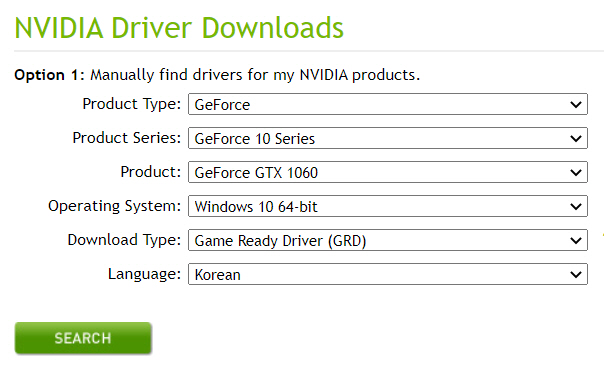 NVIDIA Driver Downloads
Option 1: Manually find drivers for my NVIDIA products.
Product Type: GeForce
Product Series: GeForce 10 Series
Product: GeForce GTX 1060
Operating System: Windows 10 64-bit
Download Type: Game Ready Driver (GRD)
Language: Korean
SEARCH